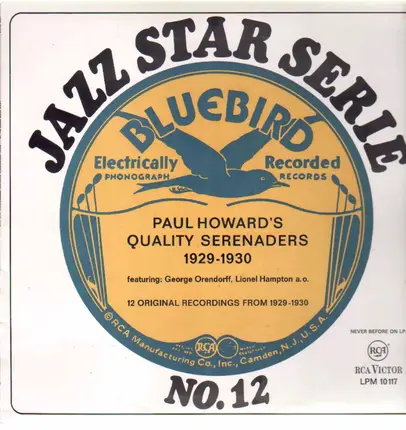 JAZZ STAR SERIE
BLUEBIRD
Electrically Recorded
PHONOGRAPH RECORDS
PAUL HOWARD'S
QUALITY SERENADERS
1929-1930
featuring: George Orendorff, Lionel Hampton a.o.
12 ORIGINAL RECORDINGS FROM 1929-1930
©RCA Manufacturing Co., Inc., Camden, N.J., U.S.A.
RCA
NO. 12
NEVER BEFORE ON LP
RCA
RCA VICTOR
LPM 10117